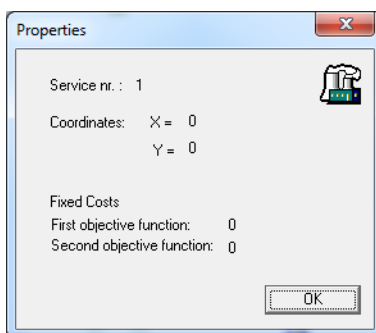 Properties
Service nr. : 1
Coordinates: X = 0
Y = 0
Fixed Costs
First objective function: 0
Second objective function: 0
OK